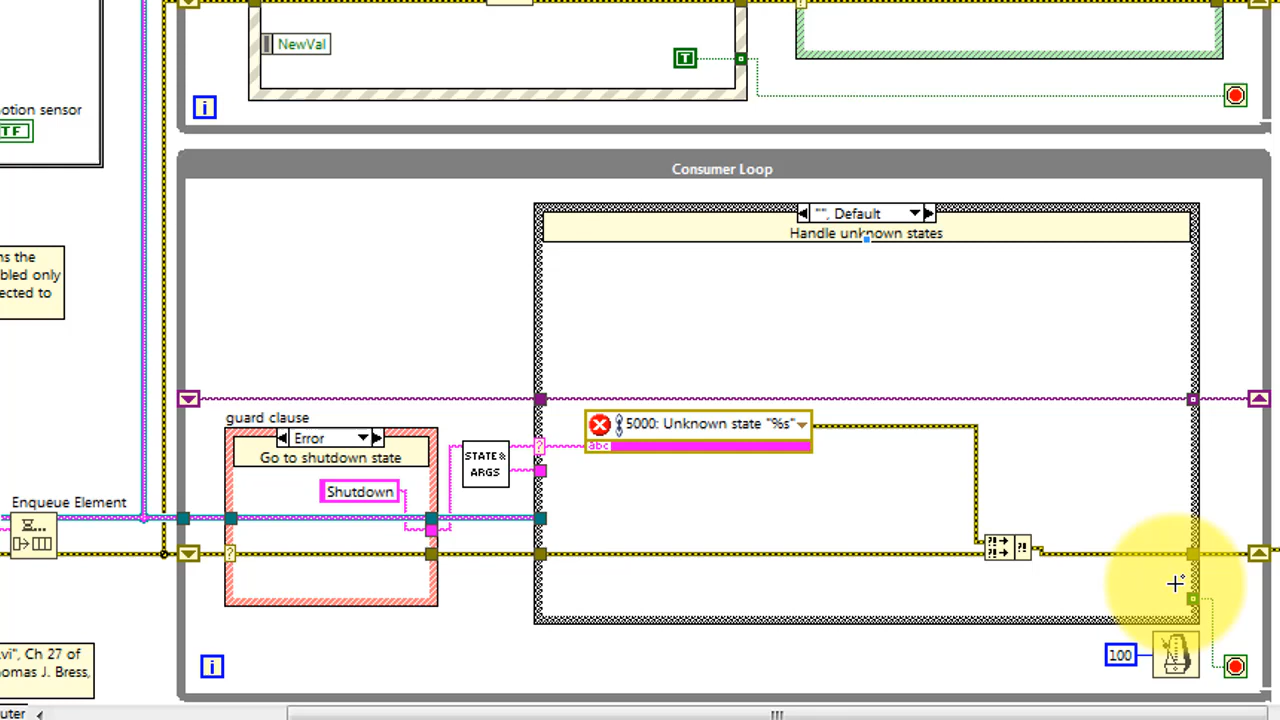 NewVal
T
otion sensor
TF
i
Consumer Loop
"", Default
Handle unknown states
ns the
bled only
ected to
guard clause
Error
Go to shutdown state
5000: Unknown state "%s"
abc
STATE&
ARGS
Shutdown
Enqueue Element
?
?
?!
?!
?!
100
i
vi", Ch 27 of
omas J. Bress,
uter